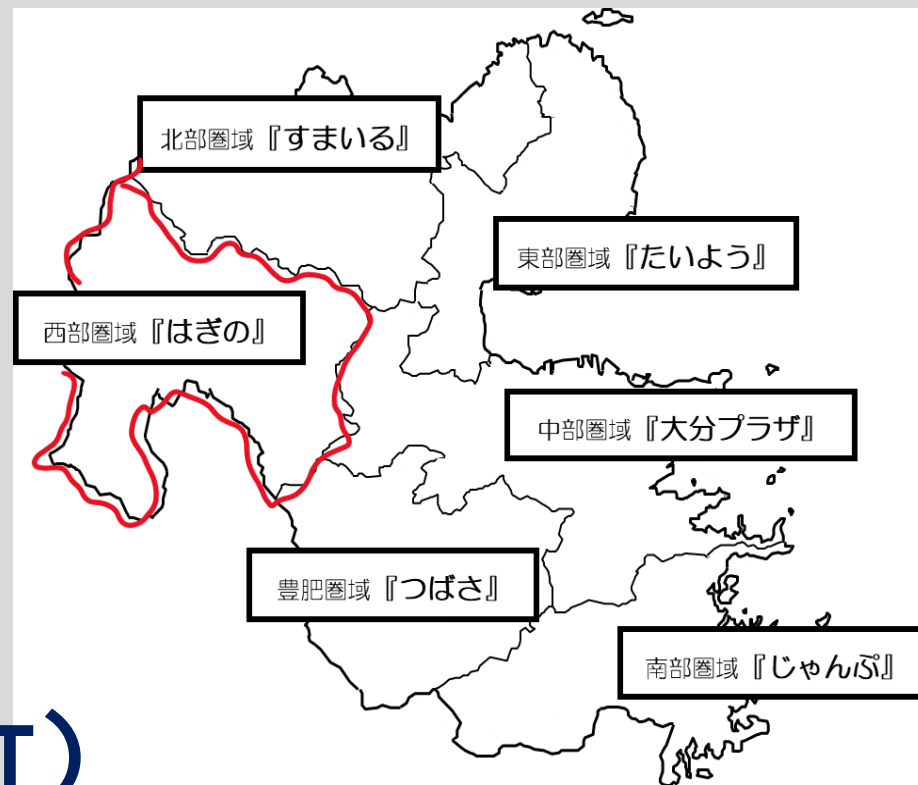 北部圏域『すまいる』
東部圏域『たいよう』
西部圏域『はぎの』
中部圏域『大分プラザ』
豊肥圏域『つばさ』
南部圏域『じゃんぷ』
T）